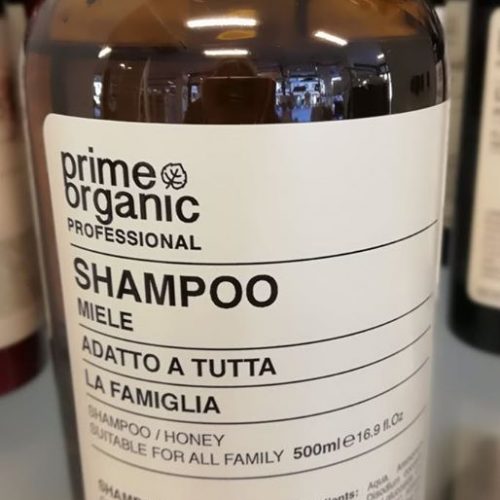 prime
organic
PROFESSIONAL
SHAMPOO
MIELE
ADATTO A TUTTA
LA FAMIGLIA
SHAMPOO / HONEY
SUITABLE FOR ALL FAMILY 500ml e 16.9 fl.Oz
Aqua,